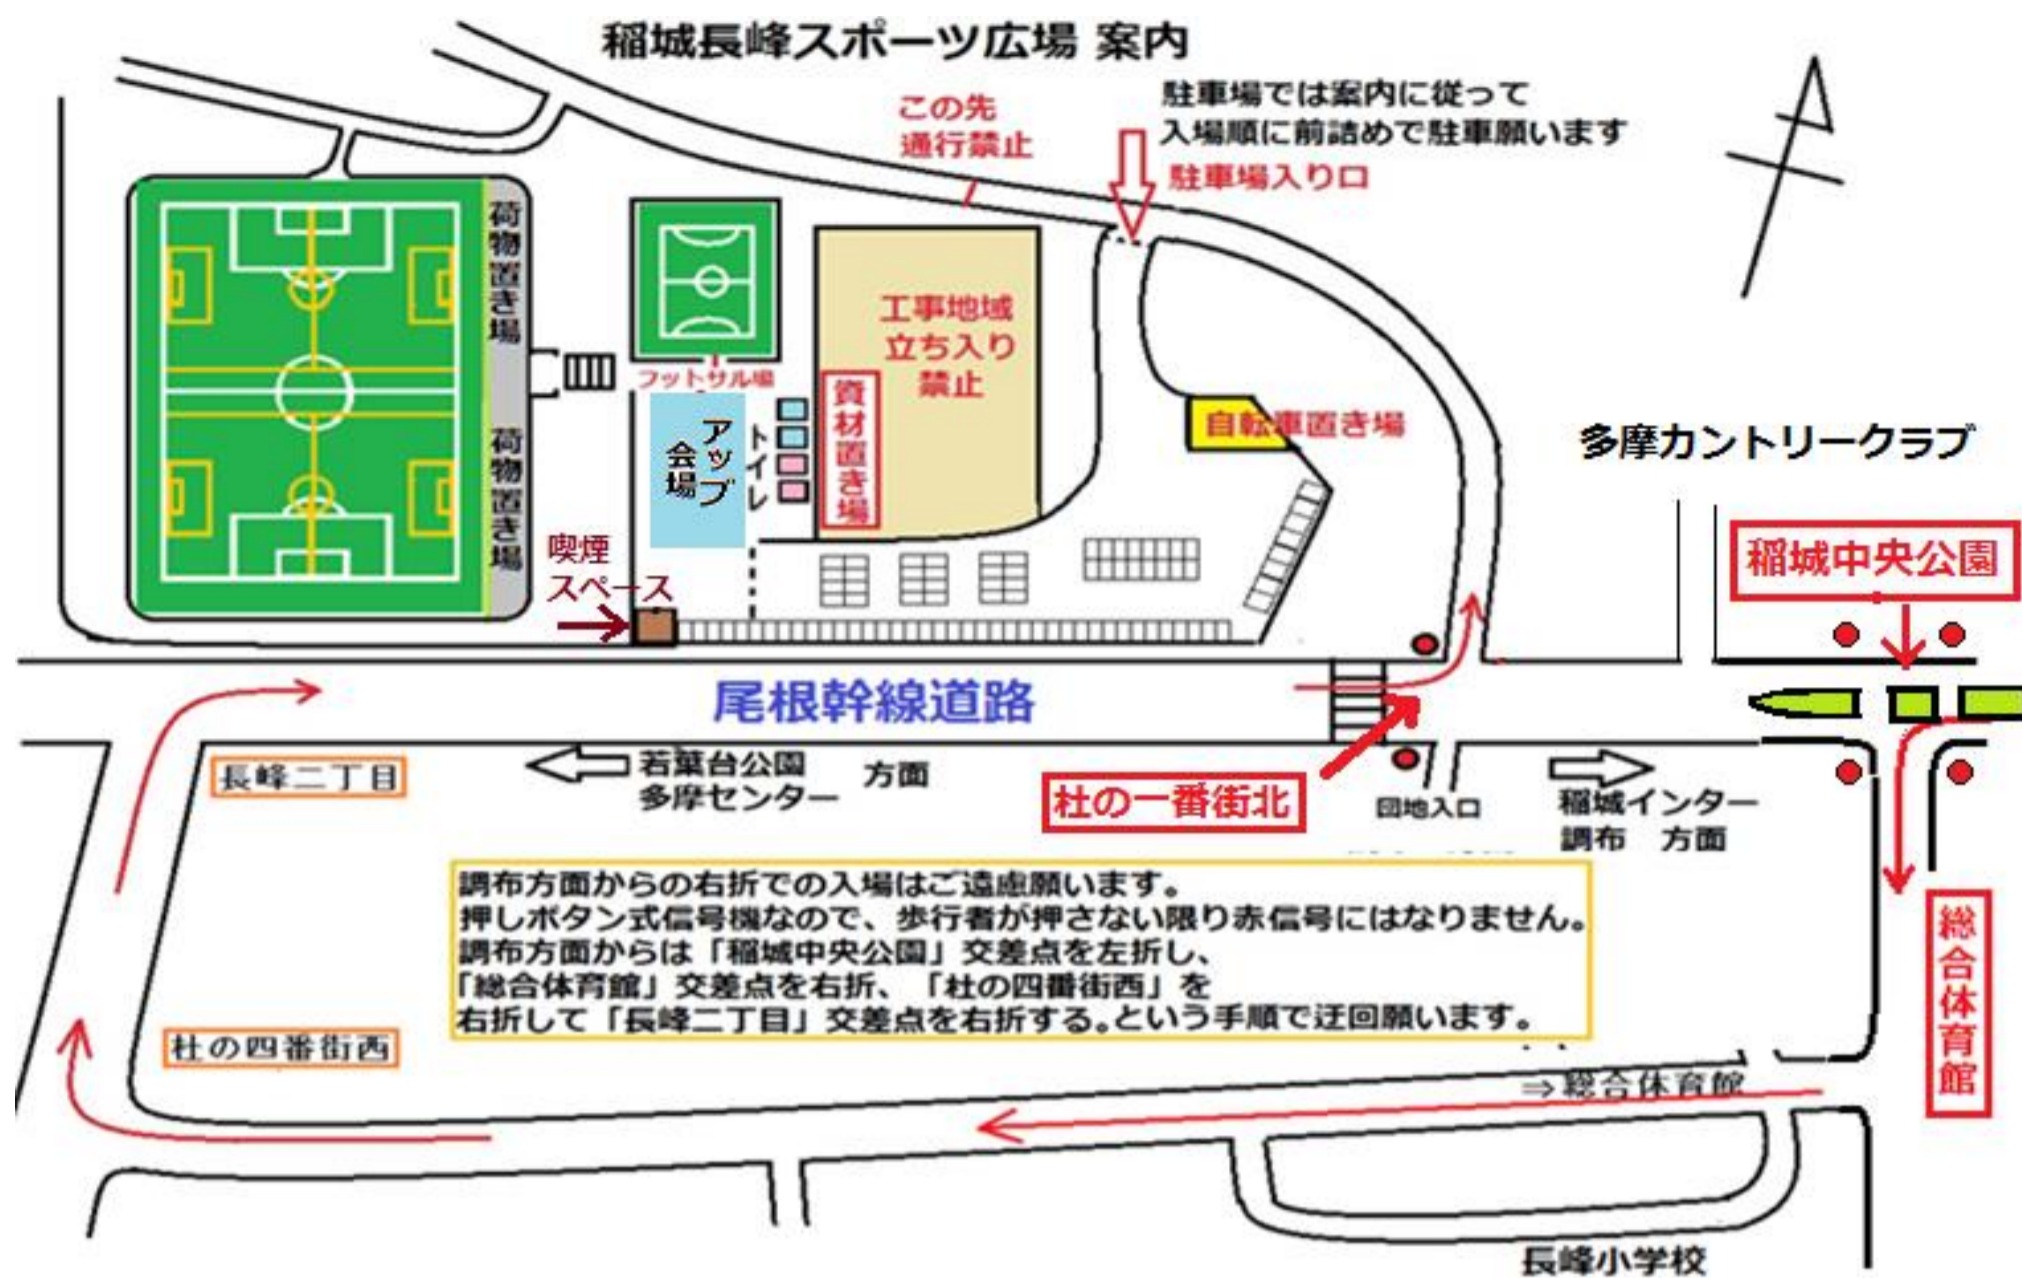 稲城長峰スポーツ広場 案内
この先
通行禁止
駐車場では案内に従って
入場順に前詰めで駐車願います
駐車場入り口
荷物置き場
荷物置き場
フットサル場
工事地域
立ち入り
禁止
資材置き場
アップ
会場
トイレ
自転車置き場
喫煙
スペース
多摩カントリークラブ
稲城中央公園
尾根幹線道路
長峰二丁目
若葉台公園
多摩センター
方面
杜の一番街北
団地入口
稲城インター
調布 方面
調布方面からの右折での入場はご遠慮願います。
押しボタン式信号機なので、歩行者が押さない限り赤信号にはなりません。
調布方面からは「稲城中央公園」交差点を左折し、
「総合体育館」交差点を右折、「杜の四番街西」を
右折して「長峰二丁目」交差点を右折する。という手順で迂回願います。
総合体育館
杜の四番街西
⇒総合体育館
長峰小学校